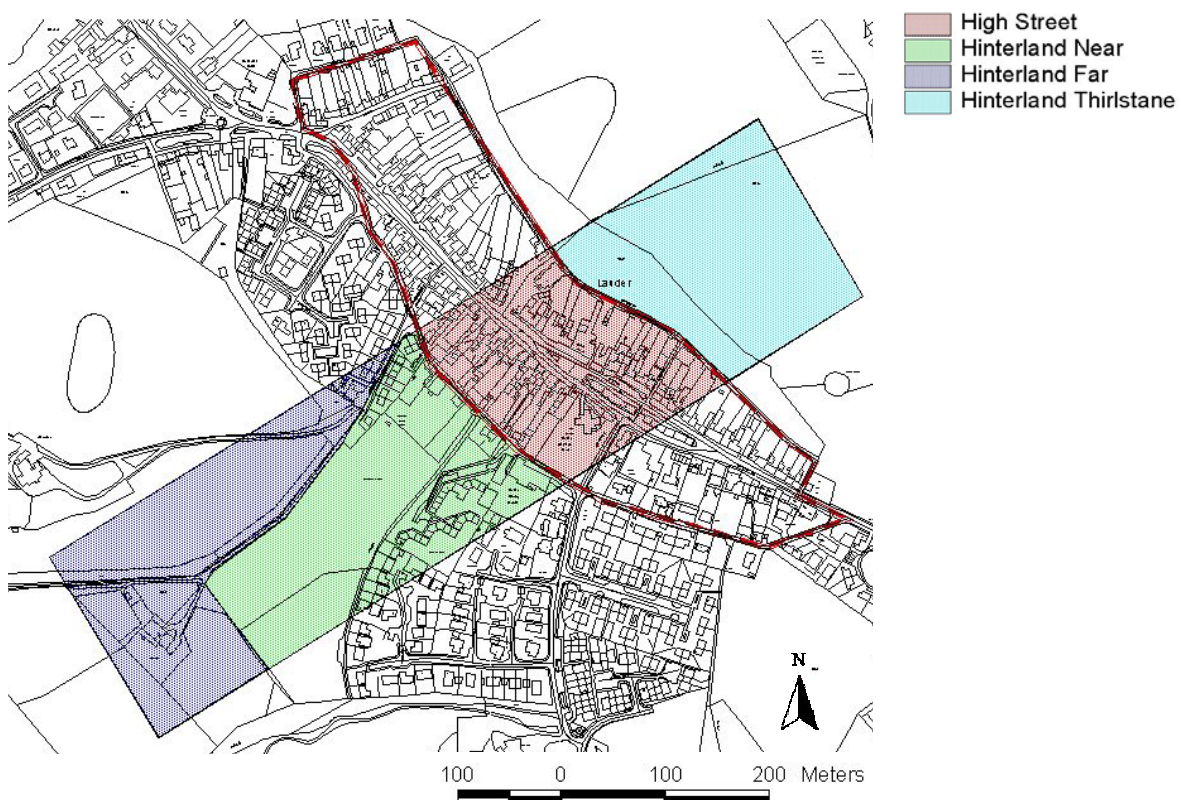 High Street
Hinterland Near
Hinterland Far
Hinterland Thirlstane
Lauder
N
100 0 100 200 Meters